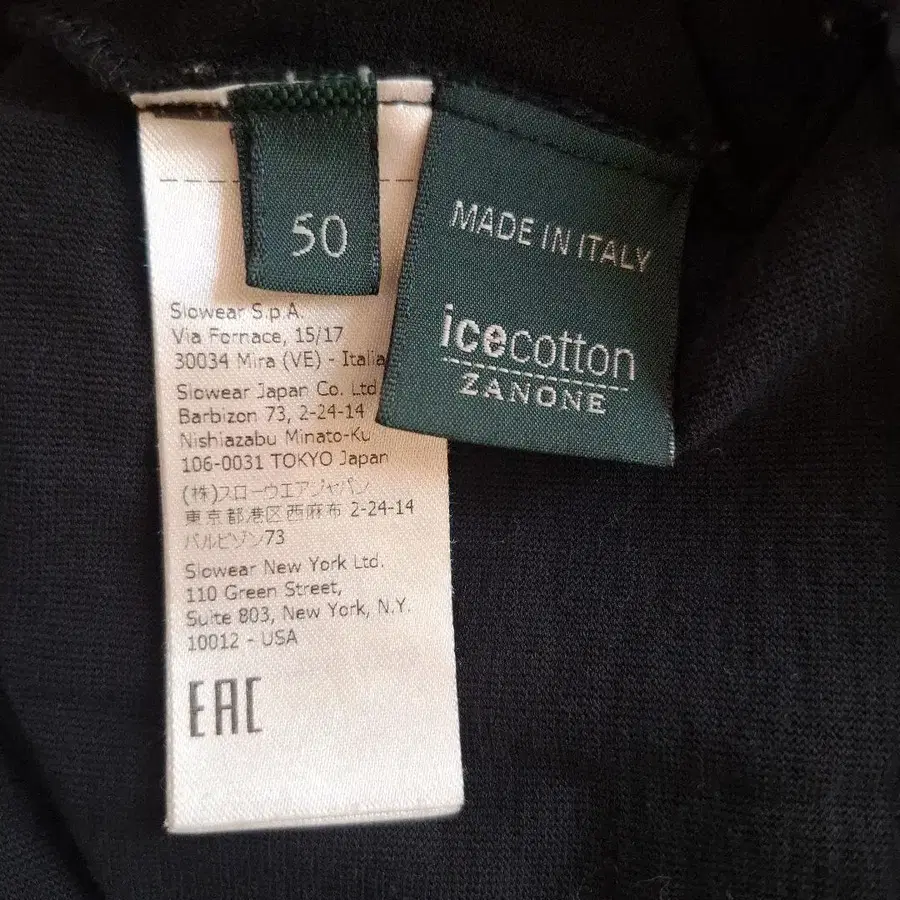 50
MADE IN ITALY
icecotton
ZANONE
Slowear S.p.A.
Via Fornace, 15/17
30034 Mira (VE) - Italia
Slowear Japan Co. Ltd
Barbizon 73, 2-24-14
Nishiazabu Minato-Ku
106-0031 TOKYO Japan
(株)スローウエアジャパン
東京都港区西麻布 2-24-14
バルビゾン73
Slowear New York Ltd.
110 Green Street,
Suite 803, New York, N.Y.
10012 - USA
EAC